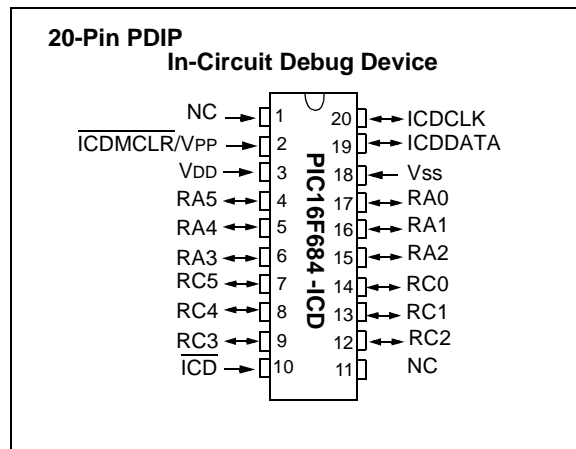 20-Pin PDIP
In-Circuit Debug Device
NC 1 20 ICDCLK
ICDMCLR/VPP 2 19 ICDDATA
VDD 3 18 VSS
RA5 4 17 RA0
RA4 5 16 RA1
RA3 6 15 RA2
RC5 7 14 RC0
RC4 8 13 RC1
RC3 9 12 RC2
ICD 10 11 NC
PIC16F684-ICD